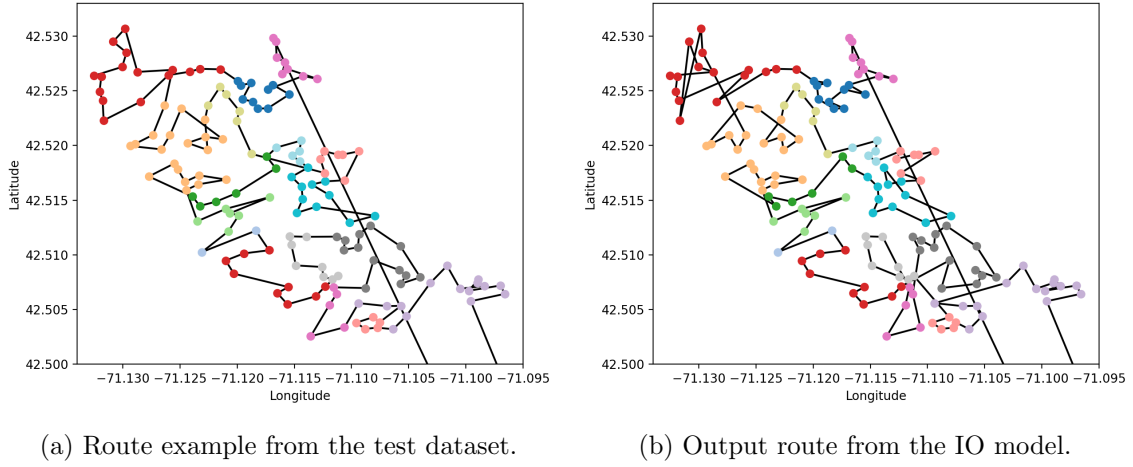 42.530
42.525
42.520
42.515
42.510
42.505
42.500
Latitude
−71.130 −71.125 −71.120 −71.115 −71.110 −71.105 −71.100 −71.095
Longitude
42.530
42.525
42.520
42.515
42.510
42.505
42.500
Latitude
−71.130 −71.125 −71.120 −71.115 −71.110 −71.105 −71.100 −71.095
Longitude
(a) Route example from the test dataset.
(b) Output route from the IO model.